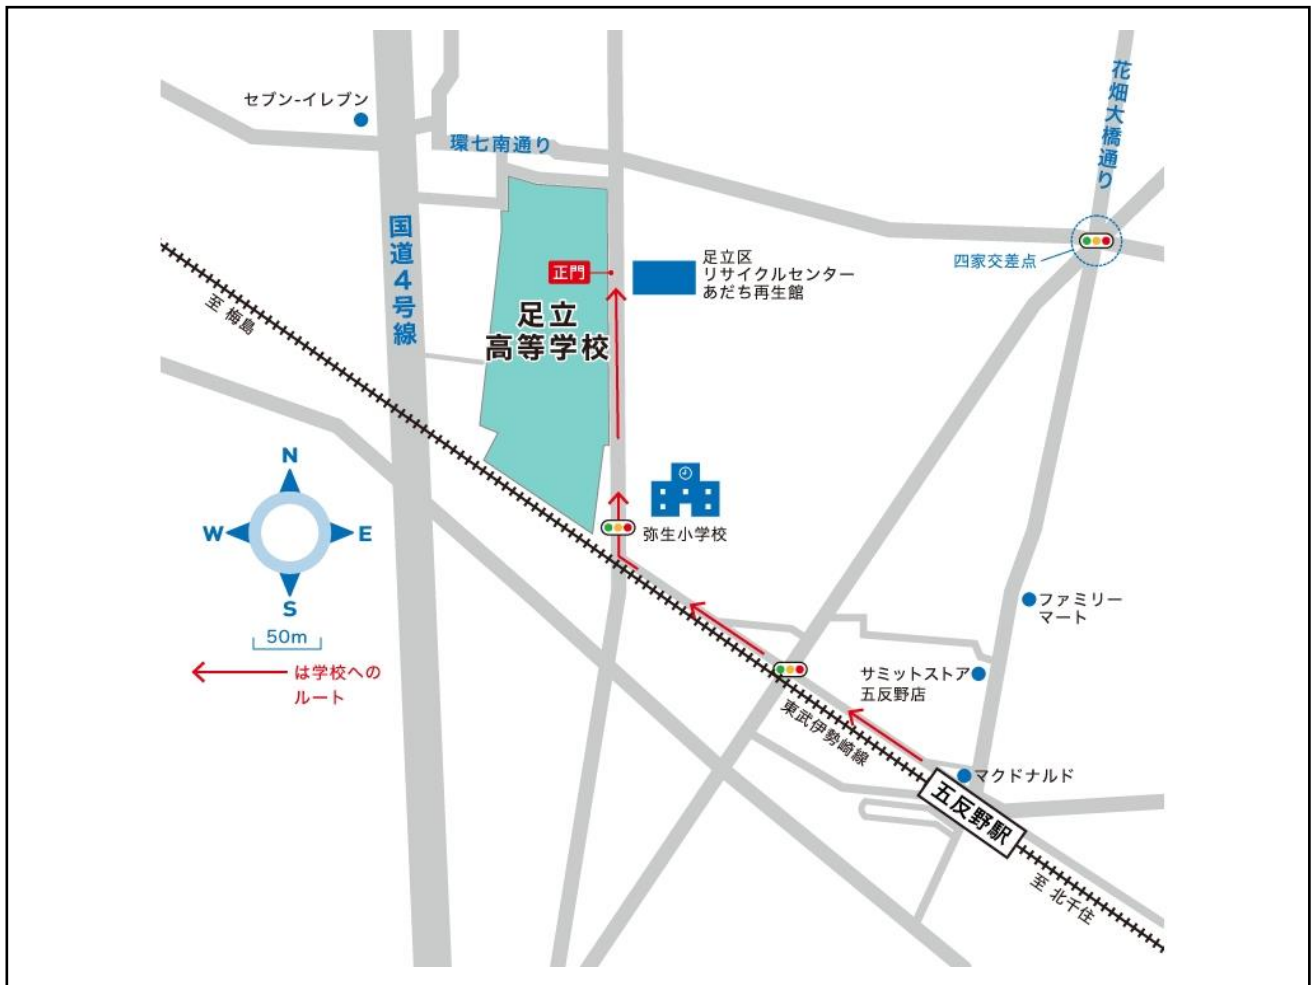 セブン-イレブン
環七南通り
花畑大橋通り
国道4号線
四家交差点
足立区
リサイクルセンター
あだち再生館
正門
足立
高等学校
至 梅島
N
W
E
S
50m
は学校への
ルート
弥生小学校
ファミリー
マート
サミットストア
五反野店
東武伊勢崎線
マクドナルド
五反野駅
至 北千住